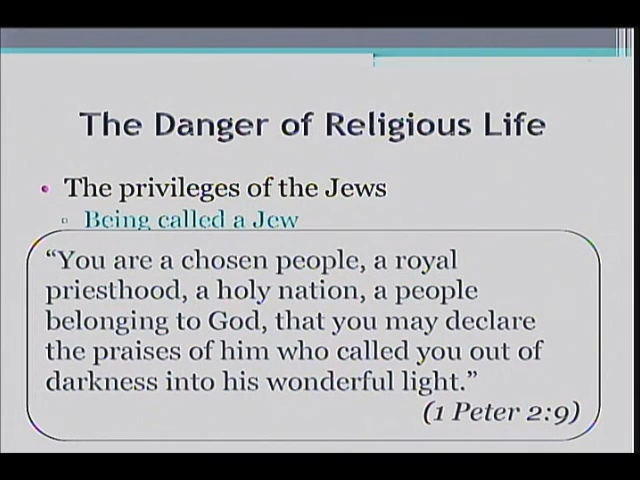 The Danger of Religious Life
• The privileges of the Jews
▫ Being called a Jew
“You are a chosen people, a royal
priesthood, a holy nation, a people
belonging to God, that you may declare
the praises of him who called you out of
darkness into his wonderful light.”
(1 Peter 2:9)